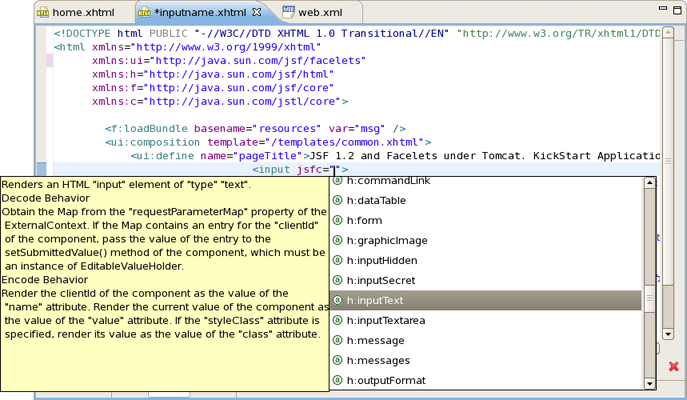 home.xhtml *inputname.xhtml web.xml
<!DOCTYPE html PUBLIC "-//W3C//DTD XHTML 1.0 Transitional//EN" "http://www.w3.org/TR/xhtml1/DTD
<html xmlns="http://www.w3.org/1999/xhtml"
xmlns:ui="http://java.sun.com/jsf/facelets"
xmlns:h="http://java.sun.com/jsf/html"
xmlns:f="http://java.sun.com/jsf/core"
xmlns:c="http://java.sun.com/jstl/core">
<f:loadBundle basename="resources" var="msg" />
<ui:composition template="/templates/common.xhtml">
<ui:define name="pageTitle">JSF 1.2 and Facelets under Tomcat. KickStart Applicatio
<input jsfc="">
Renders an HTML "input" element of "type" "text".
Decode Behavior
Obtain the Map from the "requestParameterMap" property of the
ExternalContext. If the Map contains an entry for the "clientId"
of the component, pass the value of the entry to the
setSubmittedValue() method of the component, which must be
an instance of EditableValueHolder.
Encode Behavior
Render the clientId of the component as the value of the
"name" attribute. Render the current value of the component as
the value of the "value" attribute. If the "styleClass" attribute is
specified, render its value as the value of the "class" attribute.
h:commandLink
h:dataTable
h:form
h:graphicImage
h:inputHidden
h:inputSecret
h:inputText
h:inputTextarea
h:message
h:messages
h:outputFormat